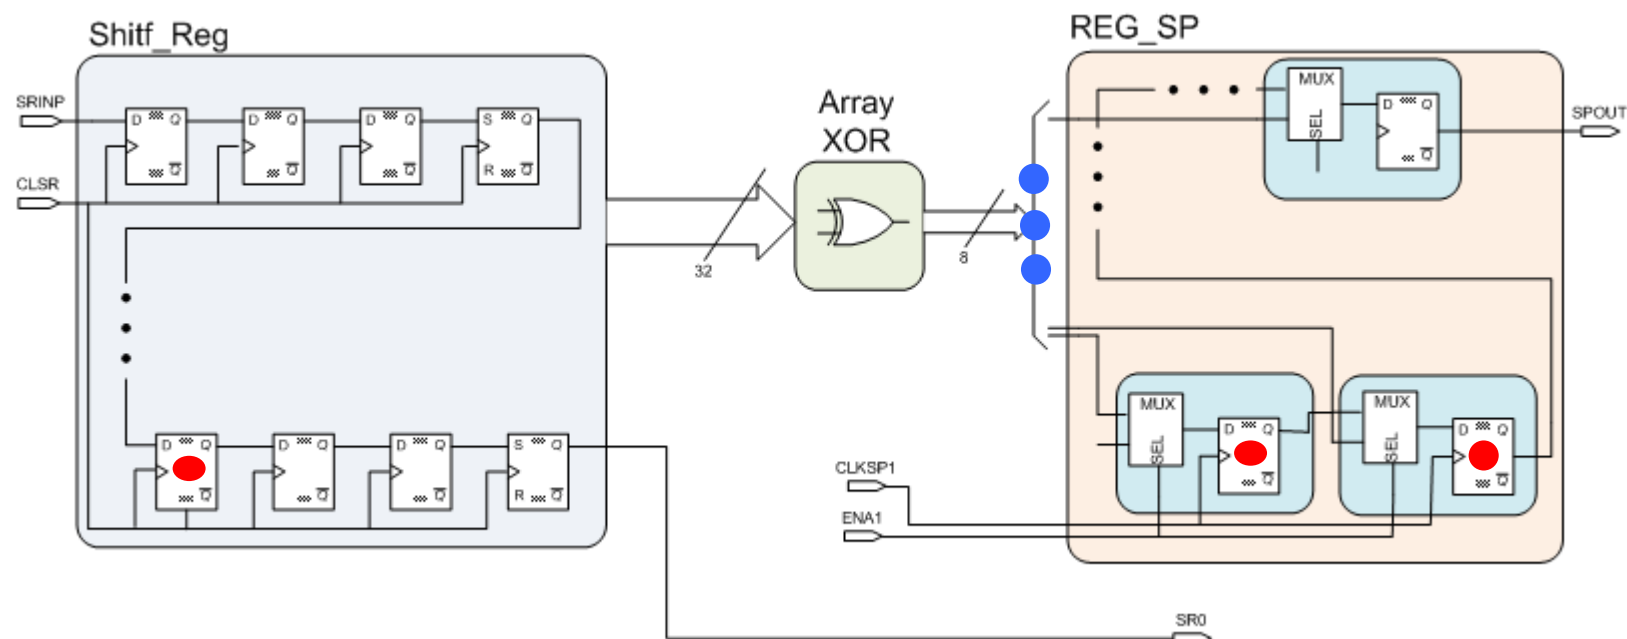 Shitf_Reg
REG_SP
SRINP
D Q
Q
D Q
Q
D Q
Q
S Q
R Q
CLSR
Array
XOR
32
8
MUX
SEL
D Q
Q
SPOUT
D Q
Q
D Q
Q
D Q
Q
S Q
R Q
MUX
SEL
D Q
Q
MUX
SEL
D Q
Q
CLKSP1
ENA1
SR0